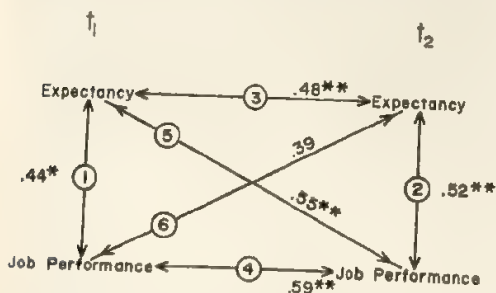 t₁ t₂
Expectancy ③ .48** Expectancy
⑤ .39
.44* ① ② .52**
⑥ .55**
Job Performance ④ Job Performance
.59**